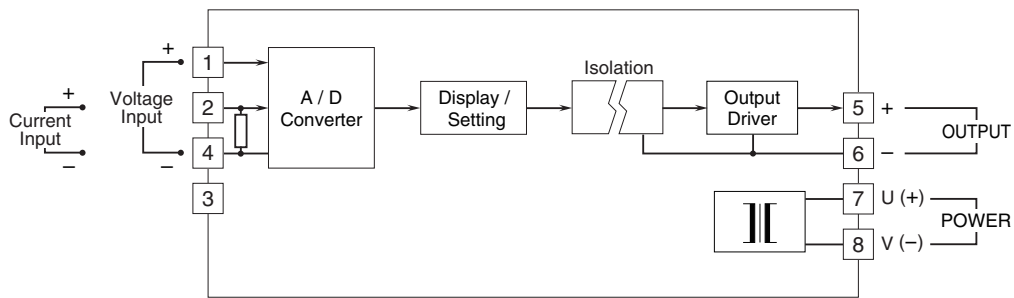 +
Current
Input
–
+
Voltage
Input
–
1
2
4
3
A / D
Converter
Display /
Setting
Isolation
Output
Driver
5
+
OUTPUT
6
–
7
U (+)
POWER
8
V (–)